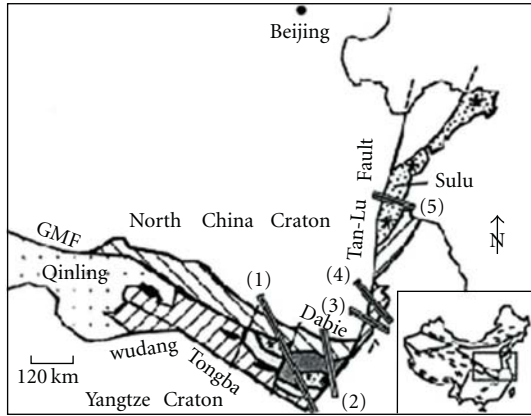 Beijing
Tan-Lu Fault
Sulu
(5)
N
North China Craton
GMF
Qinling
(1)
(4)
(3)
Dabie
wudang
Tongba
(2)
120 km
Yangtze Craton